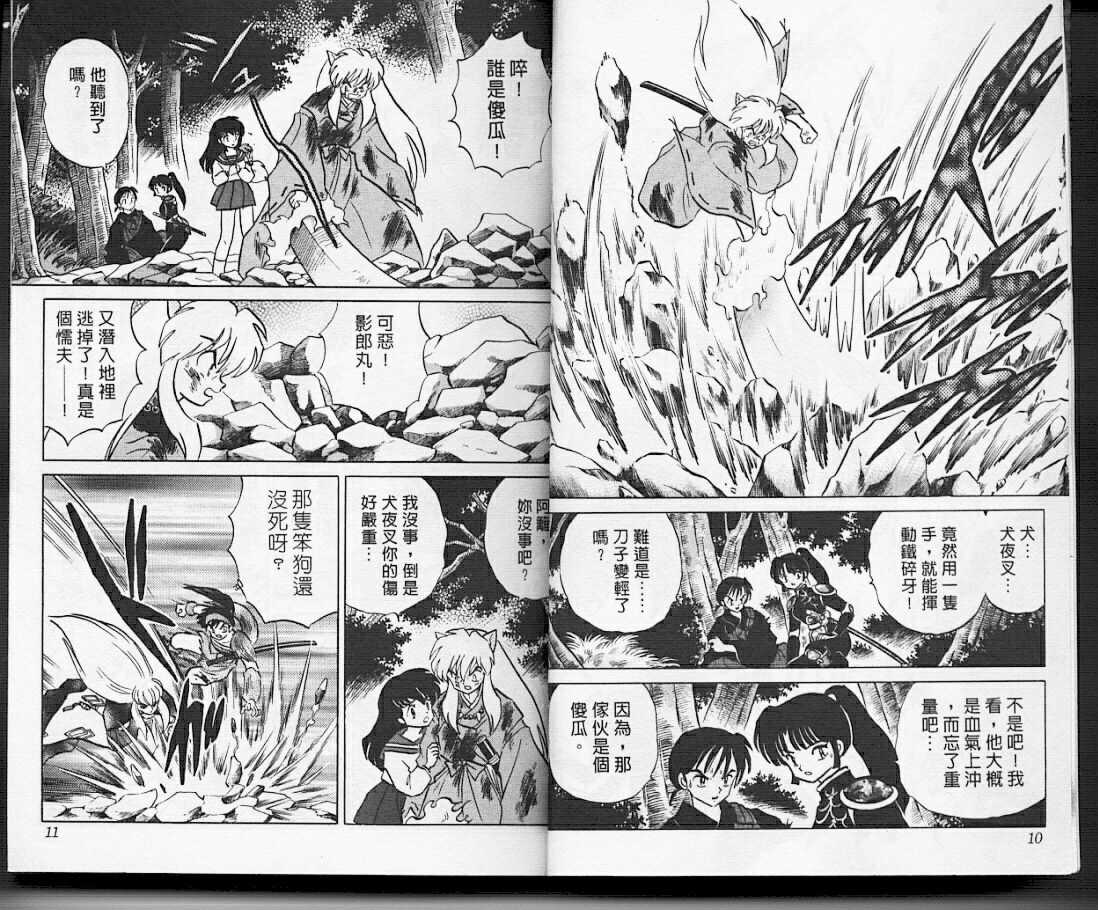 犬…
犬夜叉…
竟然用一隻
手，就能揮
動鐵碎牙！
難道是……
刀子變輕了
嗎？
不是吧！我
看，他大概
是血氣上沖
，而忘了重
量吧…
因為，那
傢伙是個
傻瓜。
10
啐！
誰是傻瓜！
他聽到了
嗎？
可惡！
影郎丸！
又潛入地裡
逃掉了！真是
個懦夫——！
阿籬，
妳沒事吧？
我沒事，倒是
犬夜叉你的傷
好嚴重…
那隻笨狗還
沒死呀？
11